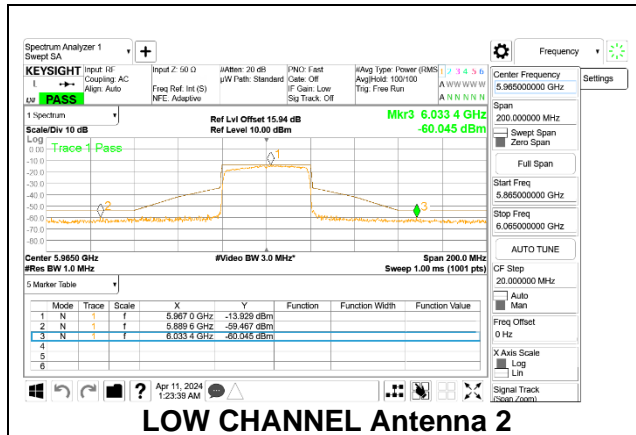 Spectrum Analyzer 1
Swept SA
Frequency
KEYSIGHT
Input: RF
Coupling: AC
Align: Auto
Input Z: 50 Ω
Freq Ref: Int (S)
NFE: Adaptive
#Atten: 20 dB
µW Path: Standard
PNO: Fast
Gate: Off
IF Gain: Low
Sig Track: Off
#Avg Type: Power (RMS)
Avg|Hold: 100/100
Trig: Free Run
1 2 3 4 5 6
A W W W W W
A N N N N N
PASS
1 Spectrum
Scale/Div 10 dB
Ref Lvl Offset 15.94 dB
Ref Level 10.00 dBm
Mkr3 6.033 4 GHz
-60.045 dBm
Log
Trace 1 Pass
0.00
-10.0
-20.0
-30.0
-40.0
-50.0
-60.0
-70.0
-80.0
1
2
3
Center 5.9650 GHz
#Res BW 1.0 MHz
#Video BW 3.0 MHz*
Span 200.0 MHz
Sweep 1.00 ms (1001 pts)
5 Marker Table
Mode Trace Scale X Y Function Function Width Function Value
1 N 1 f 5.967 0 GHz -13.929 dBm
2 N 1 f 5.889 6 GHz -59.467 dBm
3 N 1 f 6.033 4 GHz -60.045 dBm
4
5
6
Apr 11, 2024
1:23:39 AM
Center Frequency
5.965000000 GHz
Settings
Span
200.000000 MHz
Swept Span
Zero Span
Full Span
Start Freq
5.865000000 GHz
Stop Freq
6.065000000 GHz
AUTO TUNE
CF Step
20.000000 MHz
Auto
Man
Freq Offset
0 Hz
X Axis Scale
Log
Lin
Signal Track
(Span Zoom)
LOW CHANNEL Antenna 2